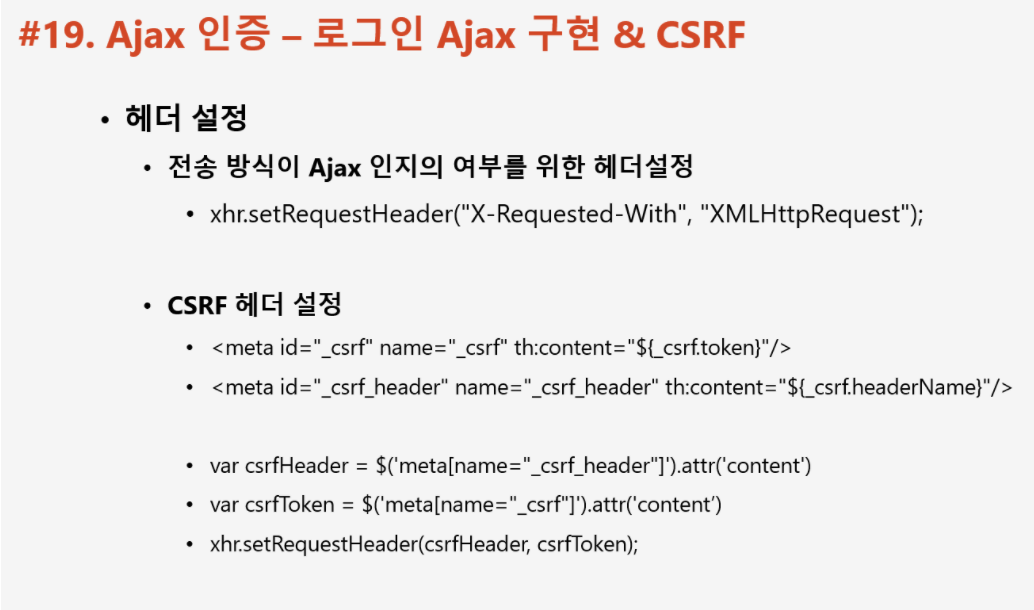 #19. Ajax 인증 – 로그인 Ajax 구현 & CSRF
• 헤더 설정
• 전송 방식이 Ajax 인지의 여부를 위한 헤더설정
• xhr.setRequestHeader("X-Requested-With", "XMLHttpRequest");
• CSRF 헤더 설정
• <meta id="_csrf" name="_csrf" th:content="${_csrf.token}"/>
• <meta id="_csrf_header" name="_csrf_header" th:content="${_csrf.headerName}"/>
• var csrfHeader = $('meta[name="_csrf_header"]').attr('content')
• var csrfToken = $('meta[name="_csrf"]').attr('content’)
• xhr.setRequestHeader(csrfHeader, csrfToken);